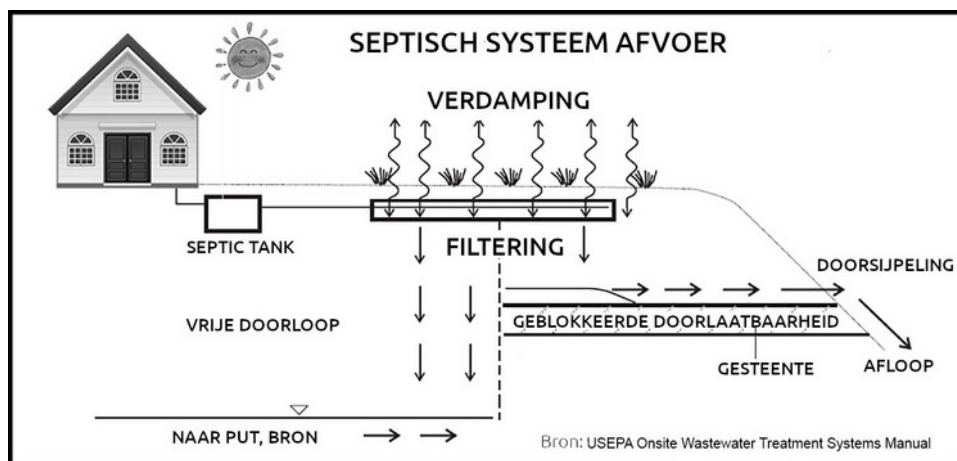 SEPTISCH SYSTEEM AFVOER
VERDAMPING
SEPTIC TANK
FILTERING
DOORSIJPELING
VRIJE DOORLOOP
GEBLOKKEERDE DOORLAATBAARHEID
GESTEENTE
AFLOOP
NAAR PUT, BRON
Bron: USEPA Onsite Wastewater Treatment Systems Manual